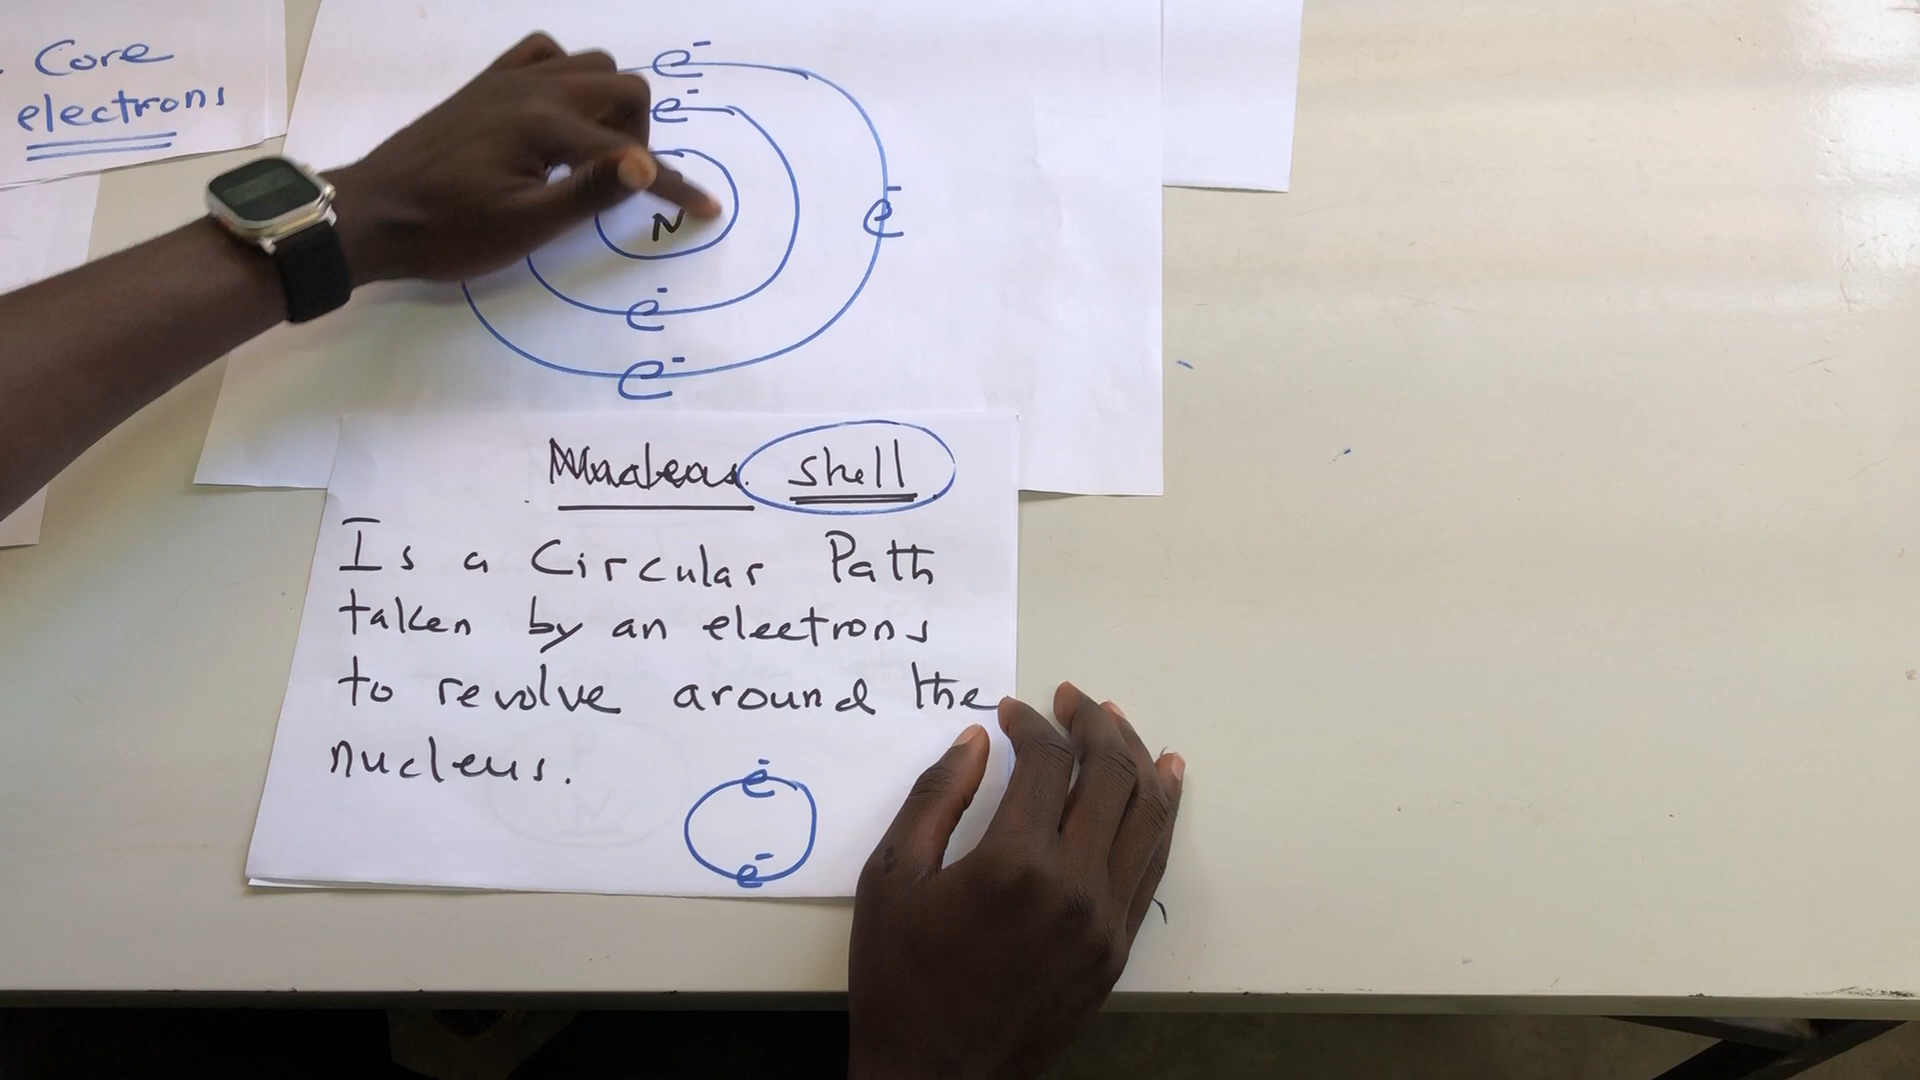 - Core
electrons
e-
e-
e-
N
e-
e-
shell
Is a Circular Path
taken by an electrons
to revolve around the
nucleus.
e-
e-